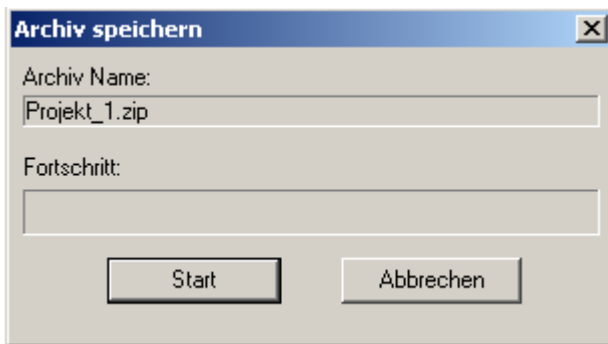 Archiv speichern
Archiv Name:
Projekt_1.zip
Fortschritt:
Start
Abbrechen